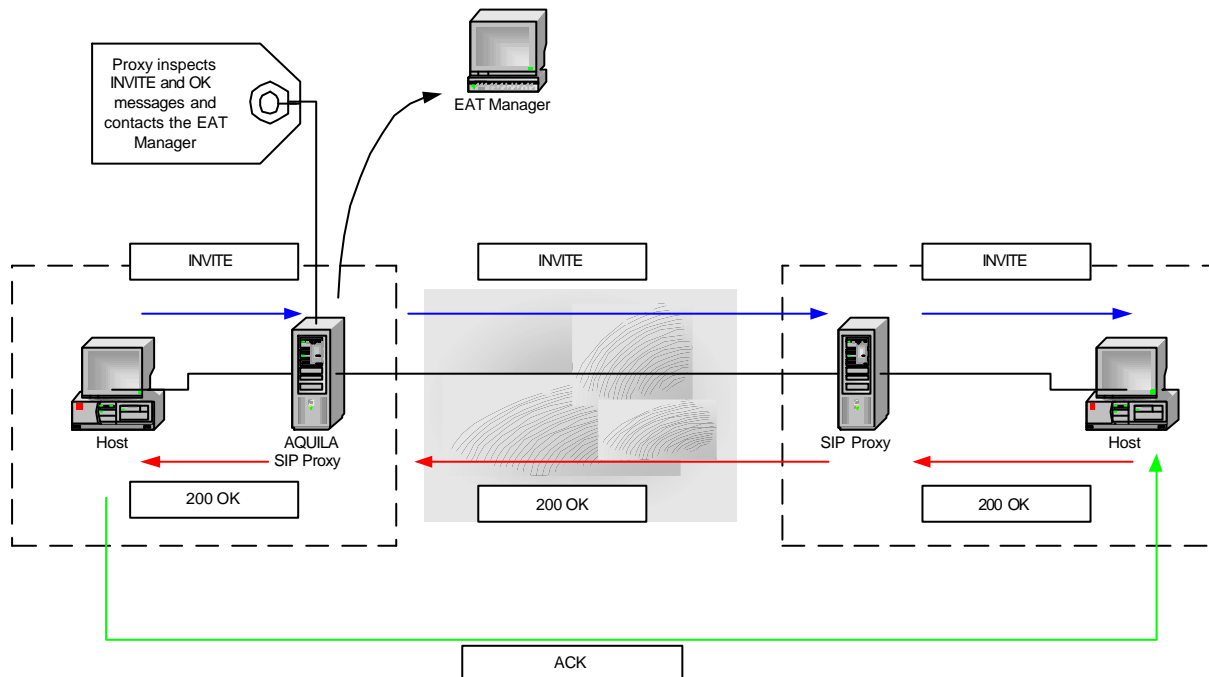 Proxy inspects
INVITE and OK
messages and
contacts the EAT
Manager
EAT Manager
INVITE
INVITE
INVITE
Host
AQUILA
SIP Proxy
SIP Proxy
Host
200 OK
200 OK
200 OK
ACK